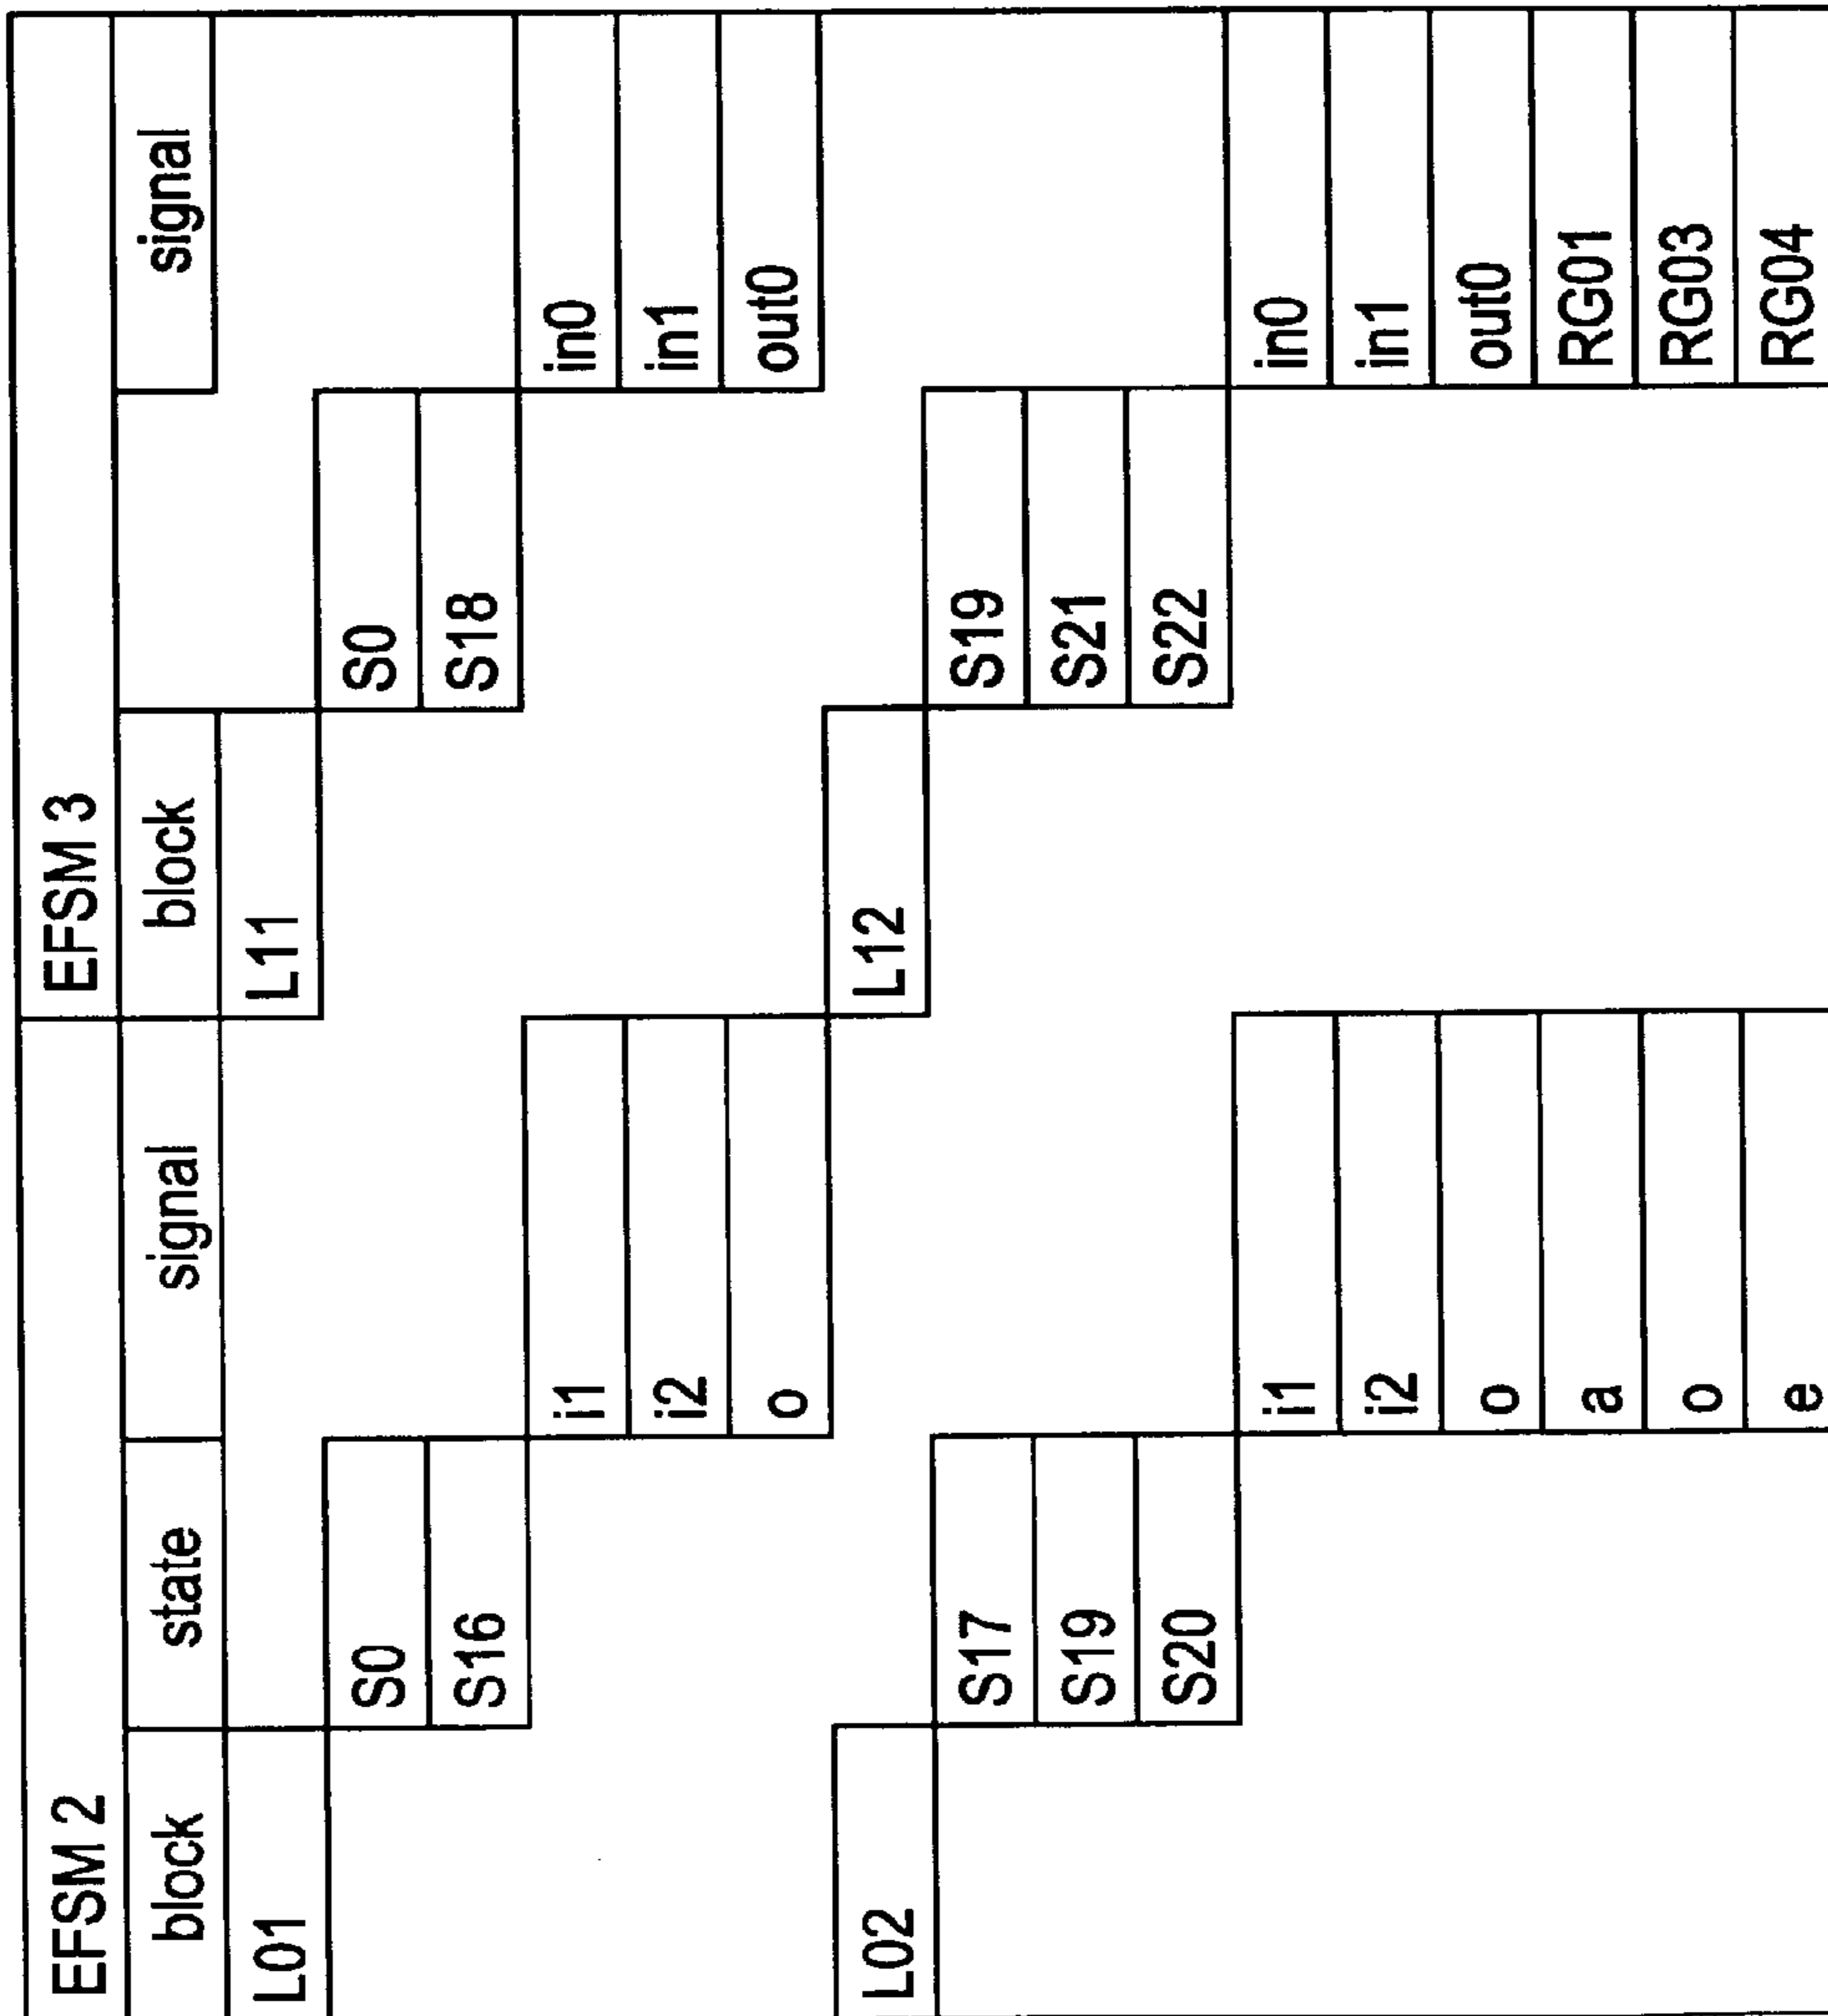 EFSM 2 EFSM 3
block state signal block signal
L01 L11
S0 S0
S16 S18
i1 in0
i2 in1
o out0
L02 L12
S17 S19
S19 S21
S20 S22
i1 in0
i2 in1
o out0
a RG01
o RG03
e RG04